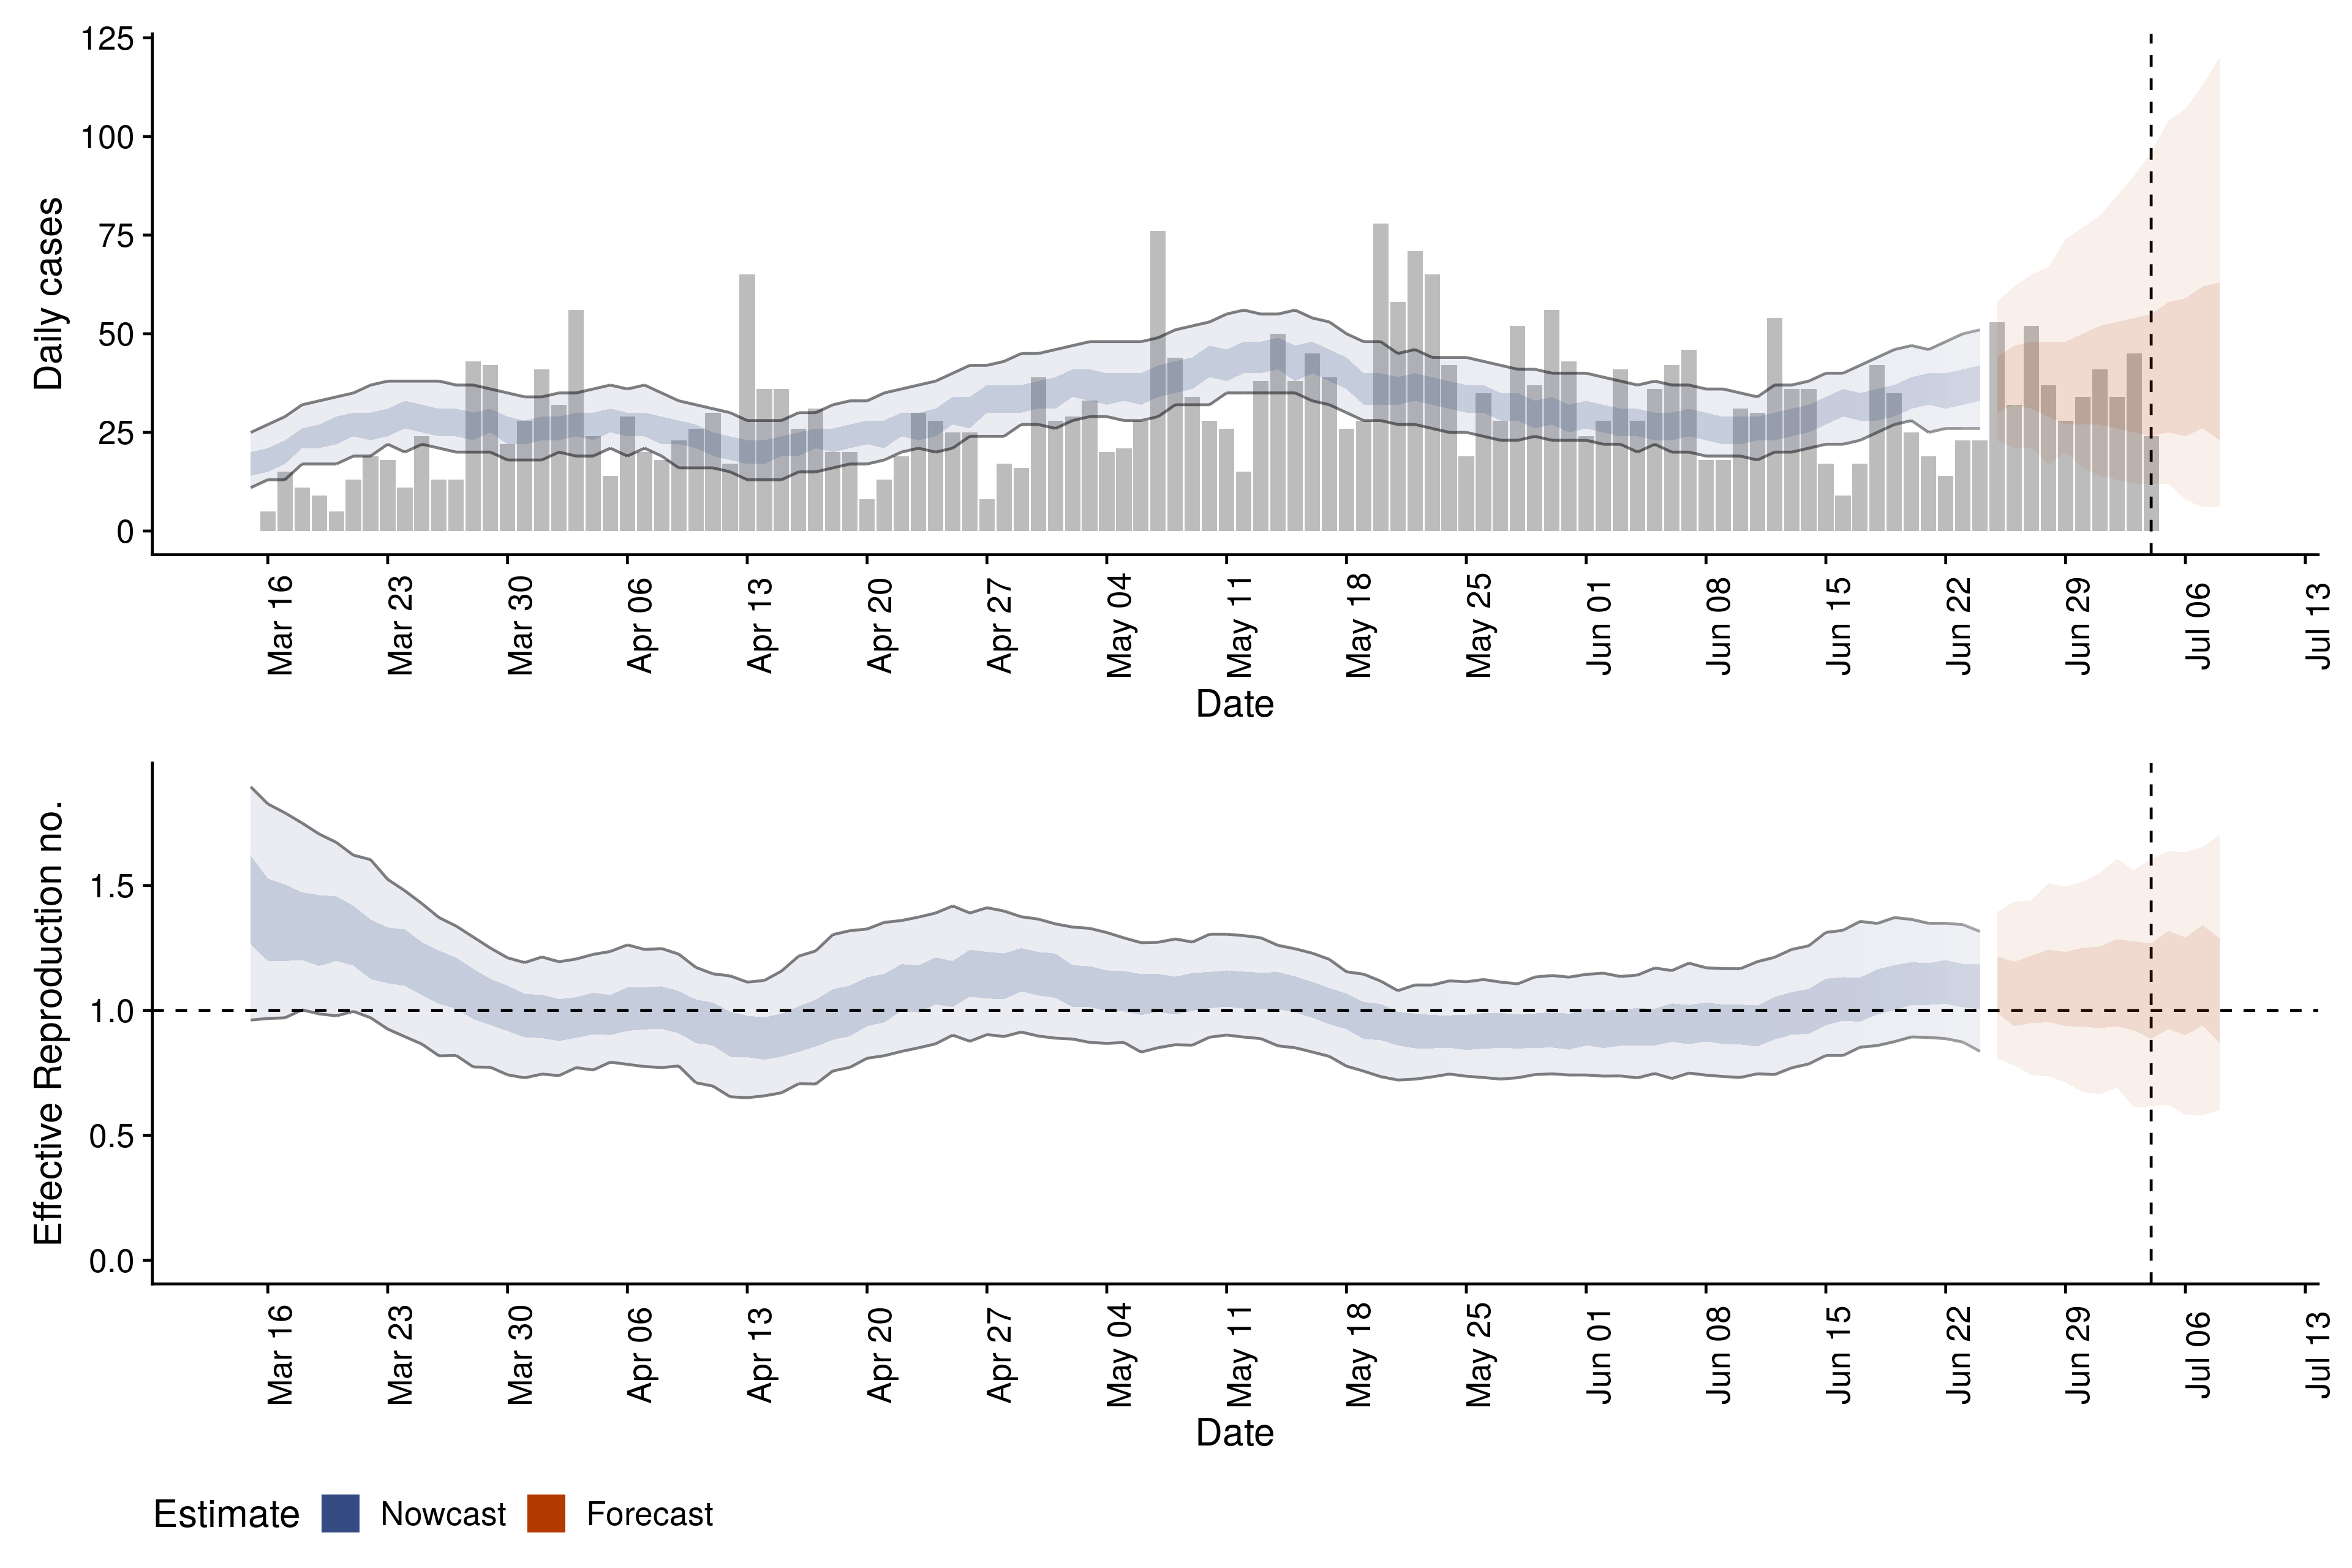 125
100
75
50
25
0
Daily cases
Mar 16
Mar 23
Mar 30
Apr 06
Apr 13
Apr 20
Apr 27
May 04
May 11
May 18
May 25
Jun 01
Jun 08
Jun 15
Jun 22
Jun 29
Jul 06
Jul 13
Date
1.5
1.0
0.5
0.0
Effective Reproduction no.
Mar 16
Mar 23
Mar 30
Apr 06
Apr 13
Apr 20
Apr 27
May 04
May 11
May 18
May 25
Jun 01
Jun 08
Jun 15
Jun 22
Jun 29
Jul 06
Jul 13
Date
Estimate Nowcast Forecast